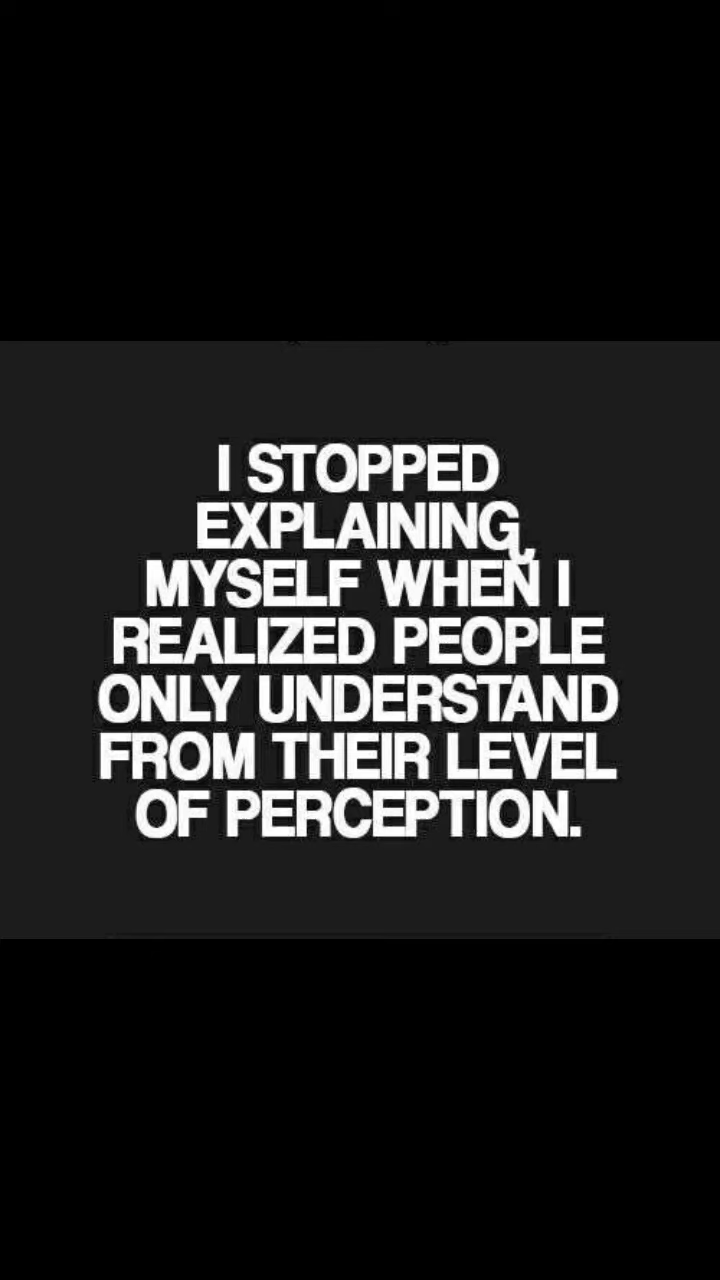 I STOPPED
EXPLAINING
MYSELF WHEN I
REALIZED PEOPLE
ONLY UNDERSTAND
FROM THEIR LEVEL
OF PERCEPTION.